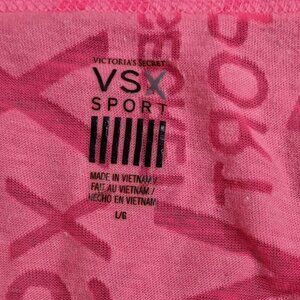 VICTORIA'S SECRET
VSX
SPORT
MADE IN VIETNAM /
FAIT AU VIETNAM /
HECHO EN VIETNAM
L/G